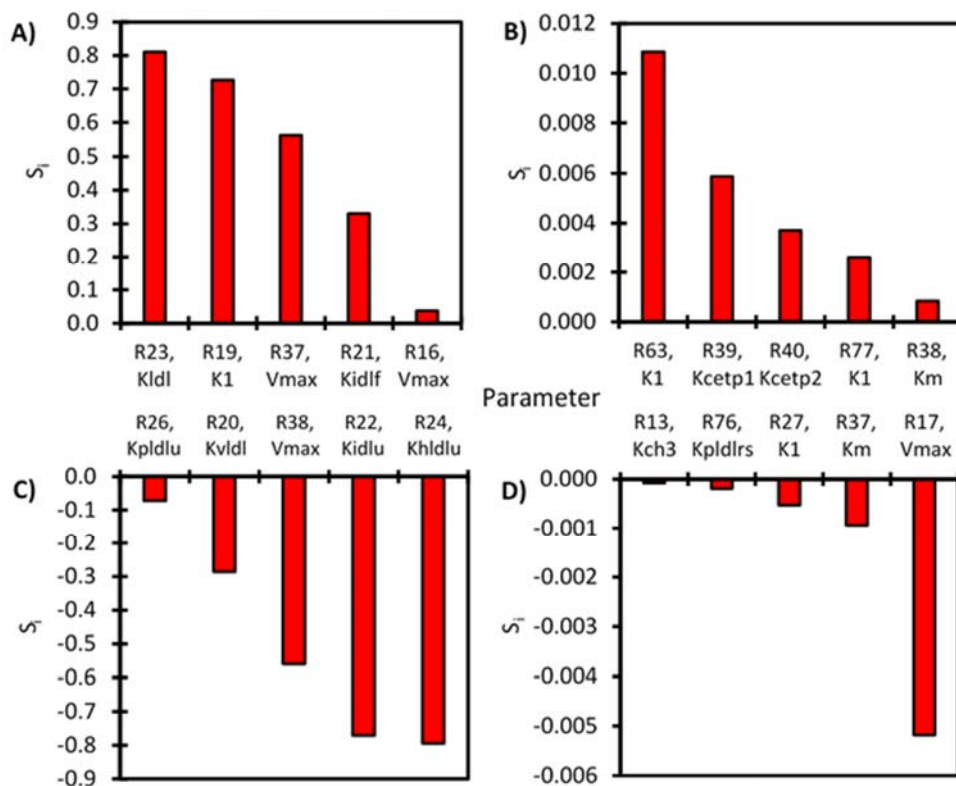 A)
0.9
0.8
0.7
0.6
0.5
0.4
0.3
0.2
0.1
0.0
Si
R23, R19, R37, R21, R16,
Kldl K1 Vmax Kidlf Vmax
B)
0.012
0.010
0.008
0.006
0.004
0.002
0.000
Si
R63, R39, R40, R77, R38,
K1 Kcetp1 Kcetp2 K1 Km
Parameter
R26, R20, R38, R22, R24,
Kpldlu Kvldl Vmax Kidlu Khldlu
C)
0.0
-0.1
-0.2
-0.3
-0.4
-0.5
-0.6
-0.7
-0.8
-0.9
Si
R13, R76, R27, R37, R17,
Kch3 Kpldlrs K1 Km Vmax
D)
0.000
-0.001
-0.002
-0.003
-0.004
-0.005
-0.006
Si